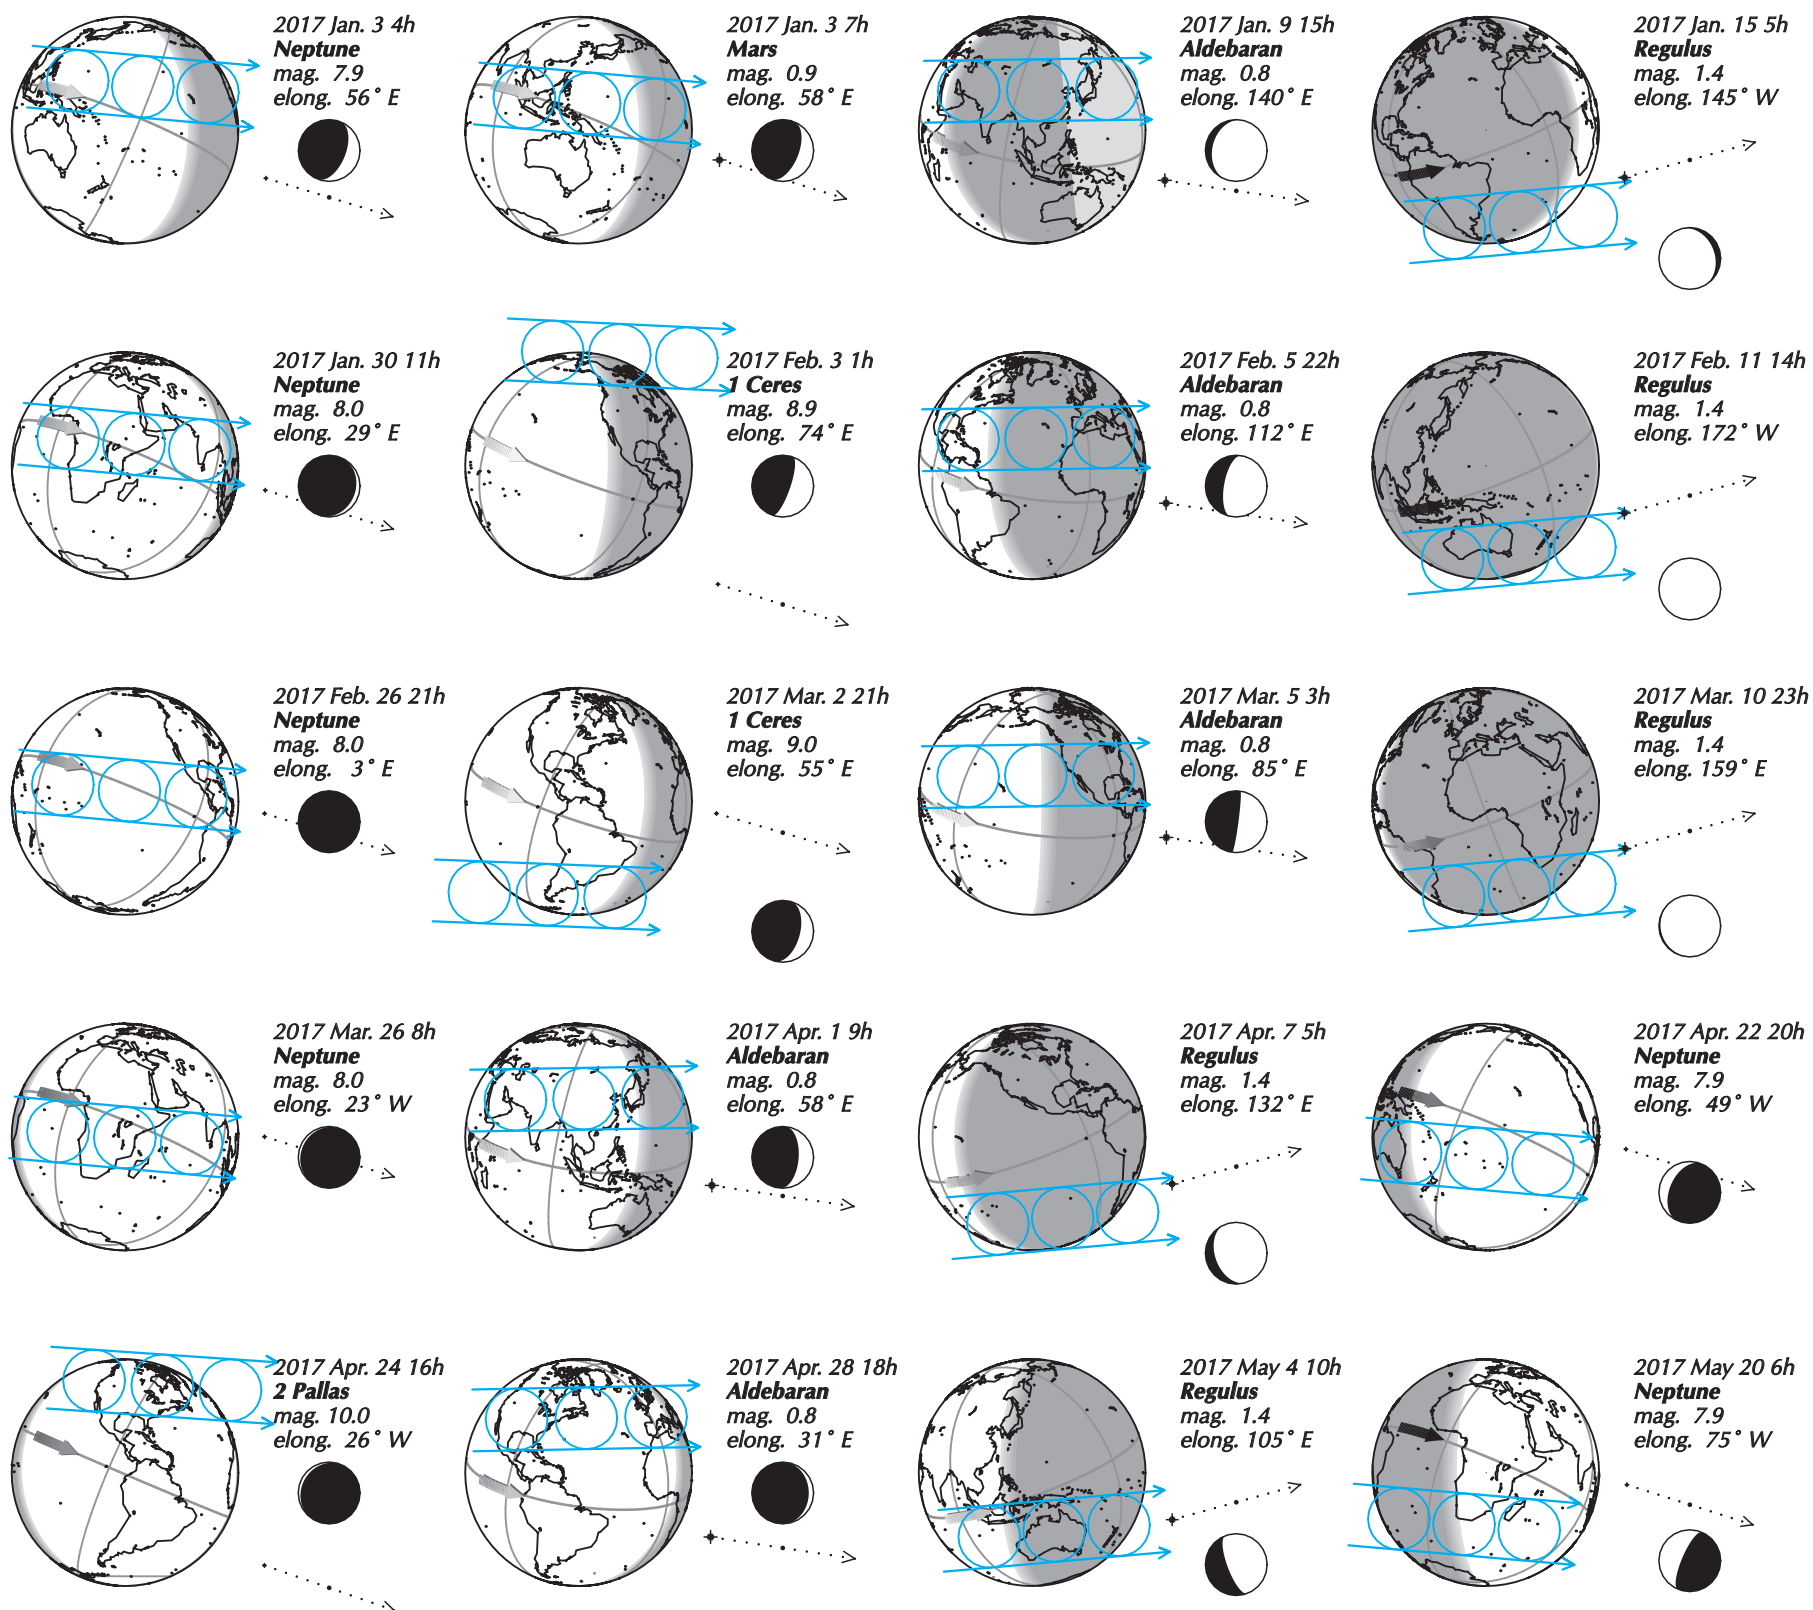 2017 Jan. 3 4h
Neptune
mag. 7.9
elong. 56° E
2017 Jan. 3 7h
Mars
mag. 0.9
elong. 58° E
2017 Jan. 9 15h
Aldebaran
mag. 0.8
elong. 140° E
2017 Jan. 15 5h
Regulus
mag. 1.4
elong. 145° W
2017 Jan. 30 11h
Neptune
mag. 8.0
elong. 29° E
2017 Feb. 3 1h
1 Ceres
mag. 8.9
elong. 74° E
2017 Feb. 5 22h
Aldebaran
mag. 0.8
elong. 112° E
2017 Feb. 11 14h
Regulus
mag. 1.4
elong. 172° W
2017 Feb. 26 21h
Neptune
mag. 8.0
elong. 3° E
2017 Mar. 2 21h
1 Ceres
mag. 9.0
elong. 55° E
2017 Mar. 5 3h
Aldebaran
mag. 0.8
elong. 85° E
2017 Mar. 10 23h
Regulus
mag. 1.4
elong. 159° E
2017 Mar. 26 8h
Neptune
mag. 8.0
elong. 23° W
2017 Apr. 1 9h
Aldebaran
mag. 0.8
elong. 58° E
2017 Apr. 7 5h
Regulus
mag. 1.4
elong. 132° E
2017 Apr. 22 20h
Neptune
mag. 7.9
elong. 49° W
2017 Apr. 24 16h
2 Pallas
mag. 10.0
elong. 26° W
2017 Apr. 28 18h
Aldebaran
mag. 0.8
elong. 31° E
2017 May 4 10h
Regulus
mag. 1.4
elong. 105° E
2017 May 20 6h
Neptune
mag. 7.9
elong. 75° W